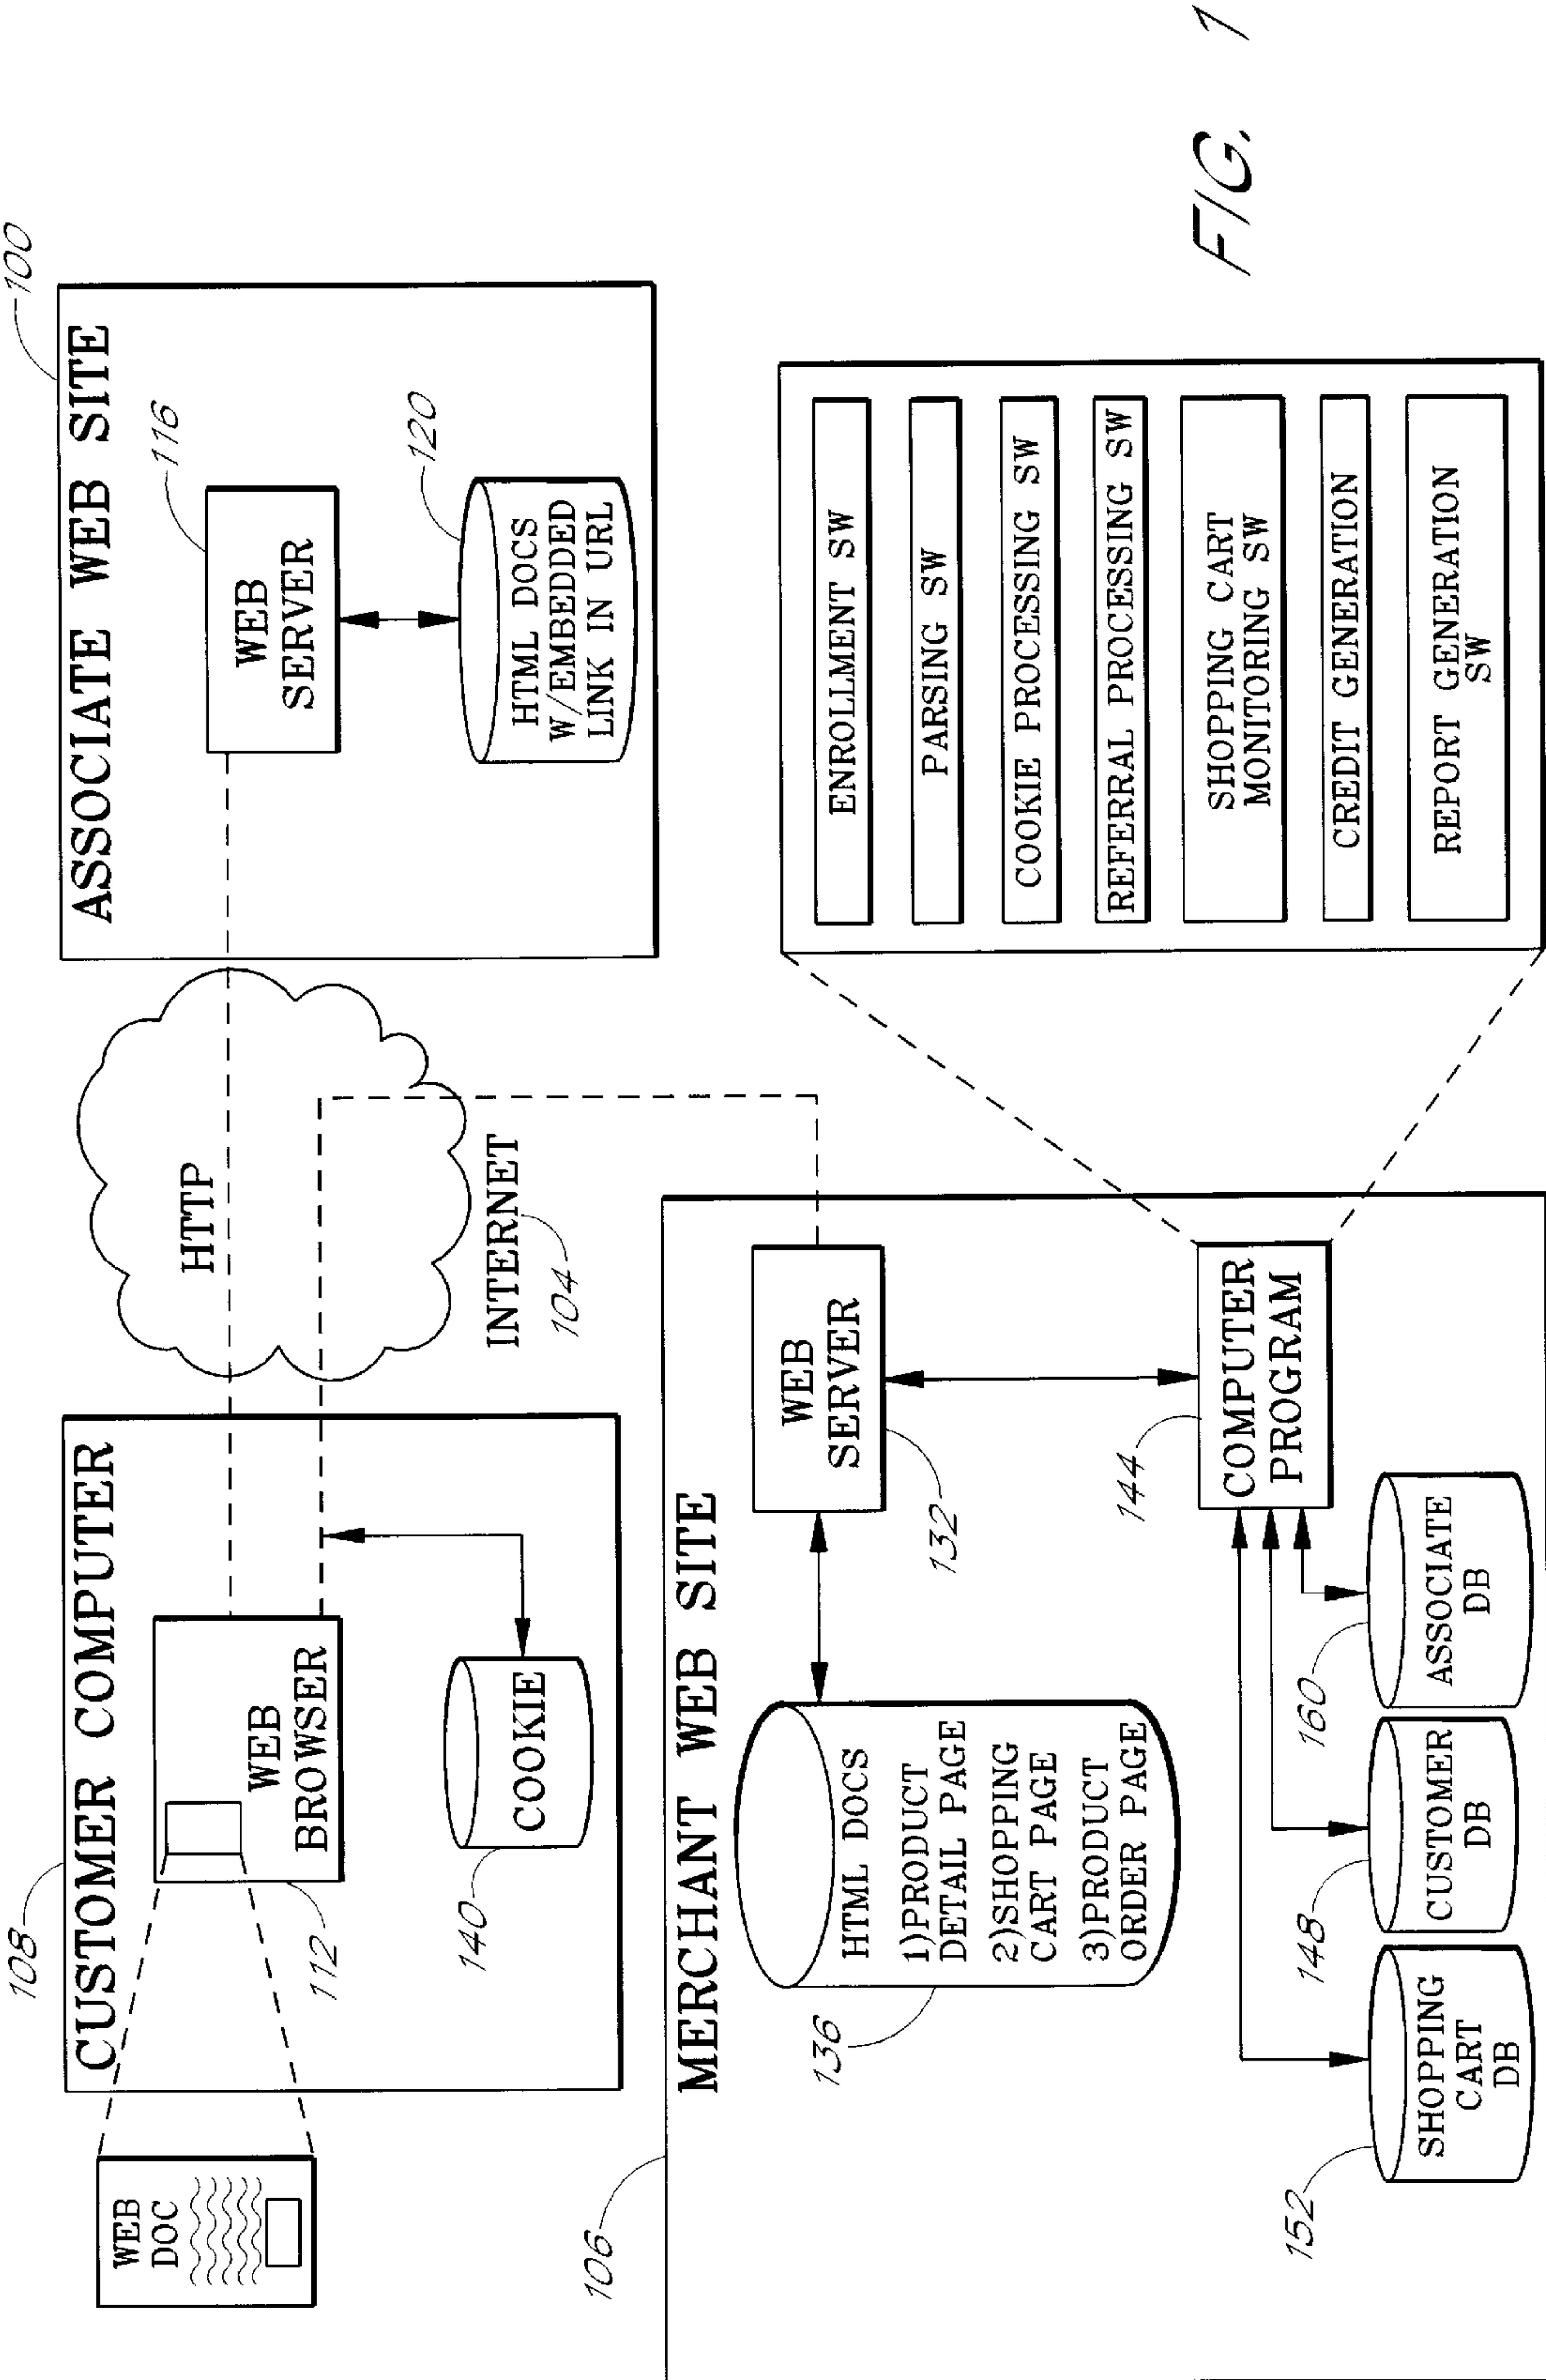 108
CUSTOMER COMPUTER
WEB
DOC
WEB
BROWSER
112
COOKIE
140
HTTP
INTERNET
104
100
ASSOCIATE WEB SITE
116
WEB
SERVER
120
HTML DOCS
W/EMBEDDED
LINK IN URL
106
MERCHANT WEB SITE
HTML DOCS
1)PRODUCT
DETAIL PAGE
2)SHOPPING
CART PAGE
3)PRODUCT
ORDER PAGE
136
WEB
SERVER
132
144
COMPUTER
PROGRAM
152
SHOPPING
CART
DB
148
CUSTOMER
DB
160
ASSOCIATE
DB
ENROLLMENT SW
PARSING SW
COOKIE PROCESSING SW
REFERRAL PROCESSING SW
SHOPPING CART
MONITORING SW
CREDIT GENERATION
REPORT GENERATION
SW
FIG. 1